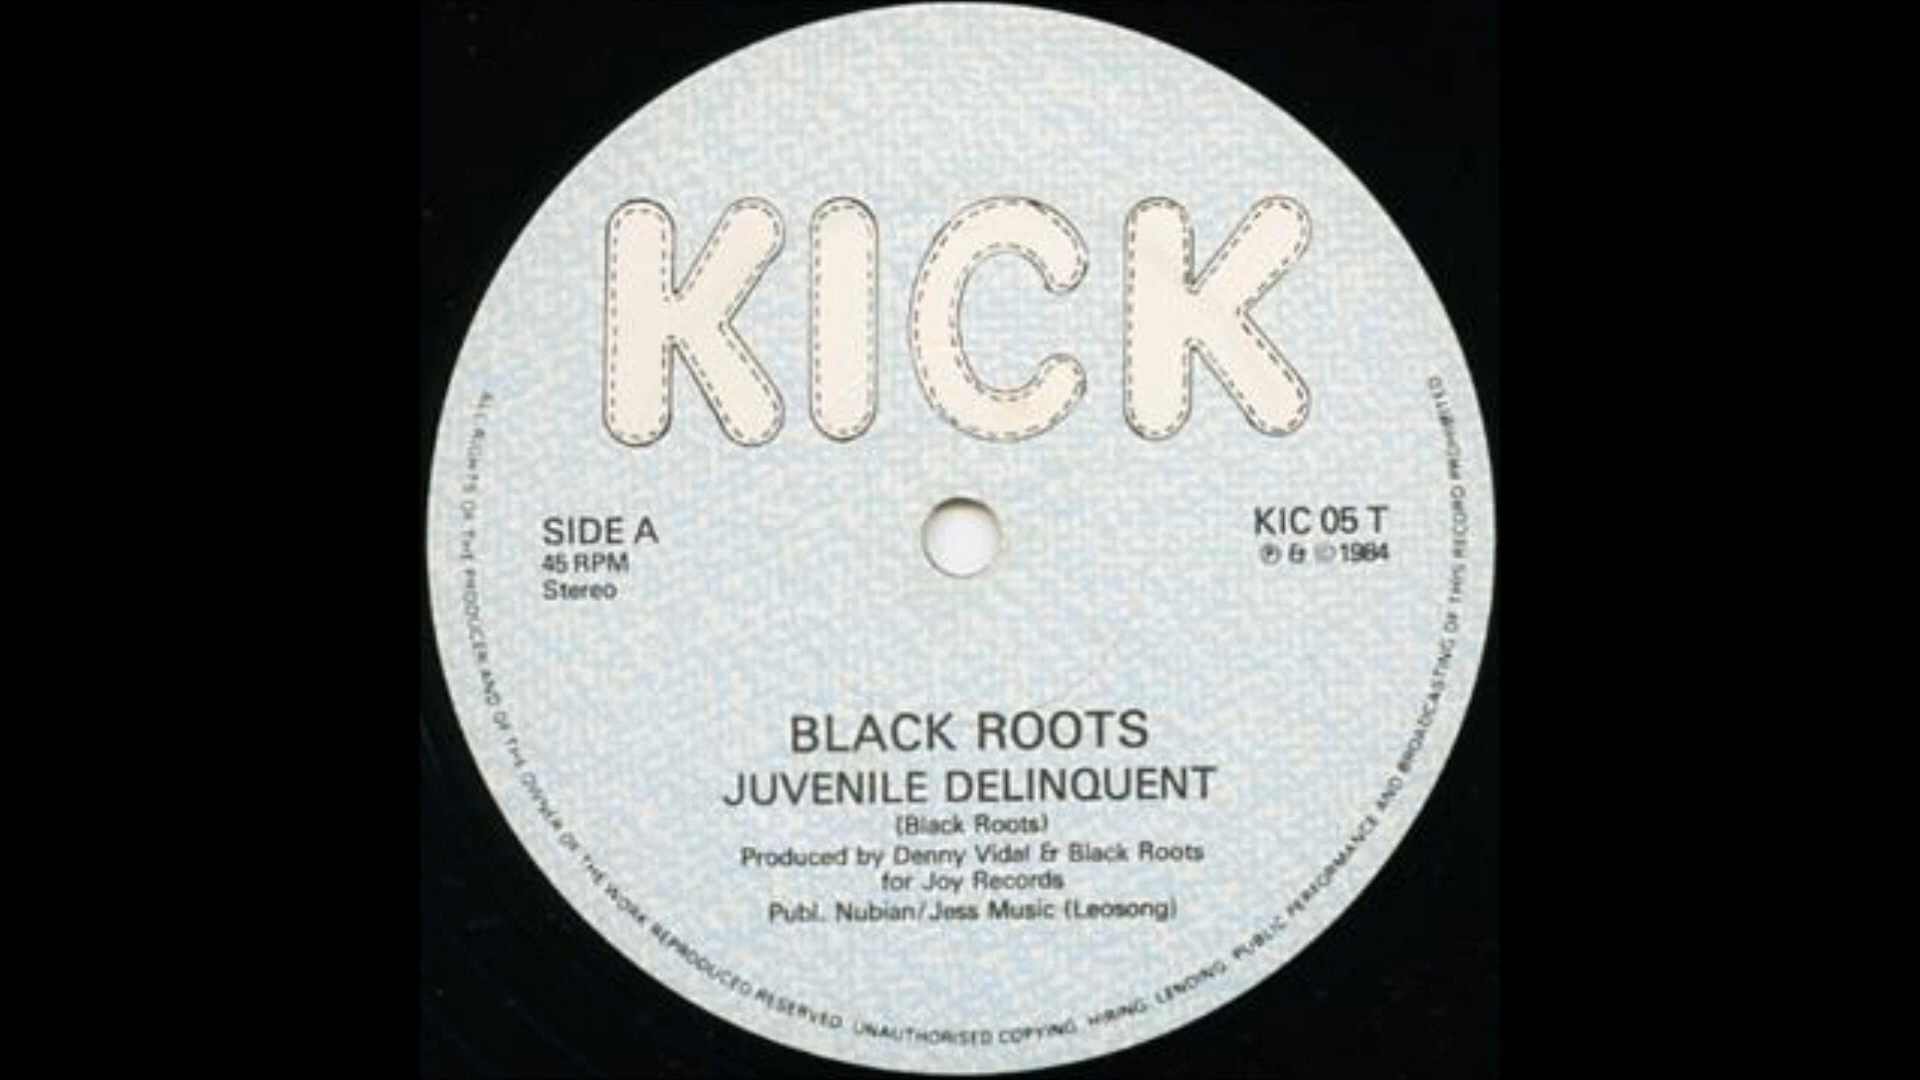 KICK
SIDE A
45 RPM
Stereo
KIC 05 T
℗ & © 1984
BLACK ROOTS
JUVENILE DELINQUENT
(Black Roots)
Produced by Denny Vidal & Black Roots
for Joy Records
Publ. Nubian/Jess Music (Leosong)
ALL RIGHTS OF THE PRODUCER AND OF THE OWNER OF THE WORK REPRODUCED RESERVED. UNAUTHORISED COPYING, HIRING, LENDING, PUBLIC PERFORMANCE AND BROADCASTING OF THIS RECORD PROHIBITED